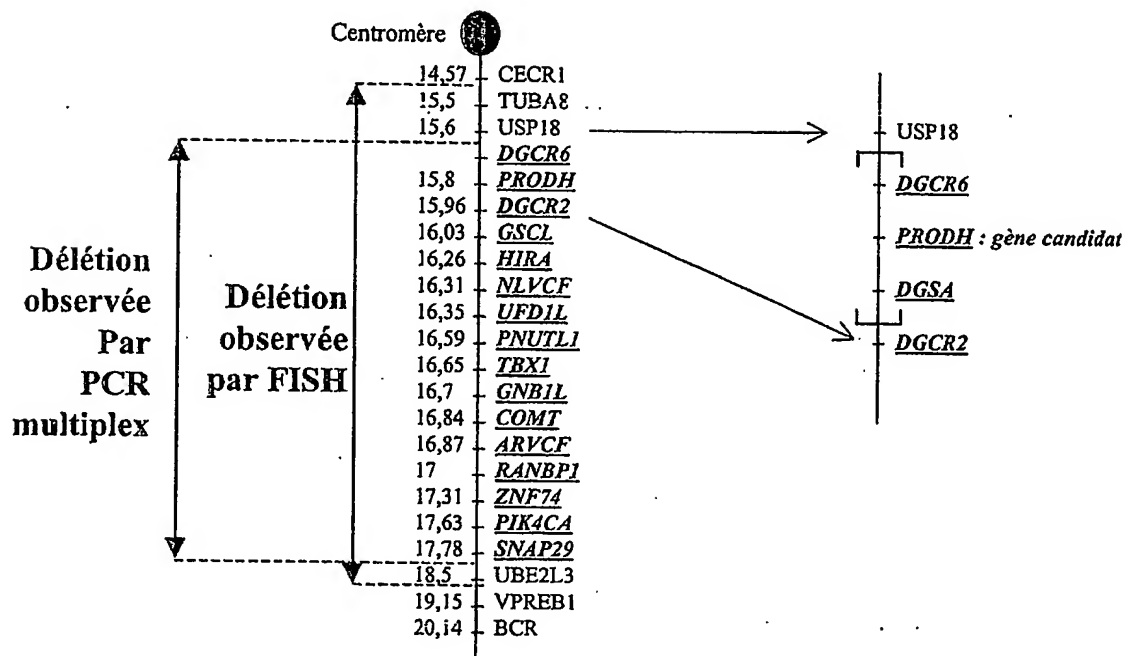 Centromère
14,57 CECR1
15,5 TUBA8
15,6 USP18
DGCR6
15,8 PRODH
15,96 DGCR2
16,03 GSCL
16,26 HIRA
16,31 NLVCF
16,35 UFD1L
16,59 PNUTL1
16,65 TBX1
16,7 GNB1L
16,84 COMT
16,87 ARVCF
17 RANBP1
17,31 ZNF74
17,63 PIK4CA
17,78 SNAP29
18,5 UBE2L3
19,15 VPREB1
20,14 BCR
Délétion
observée
Par
PCR
multiplex
Délétion
observée
par FISH
USP18
DGCR6
PRODH : gène candidat
DGSA
DGCR2